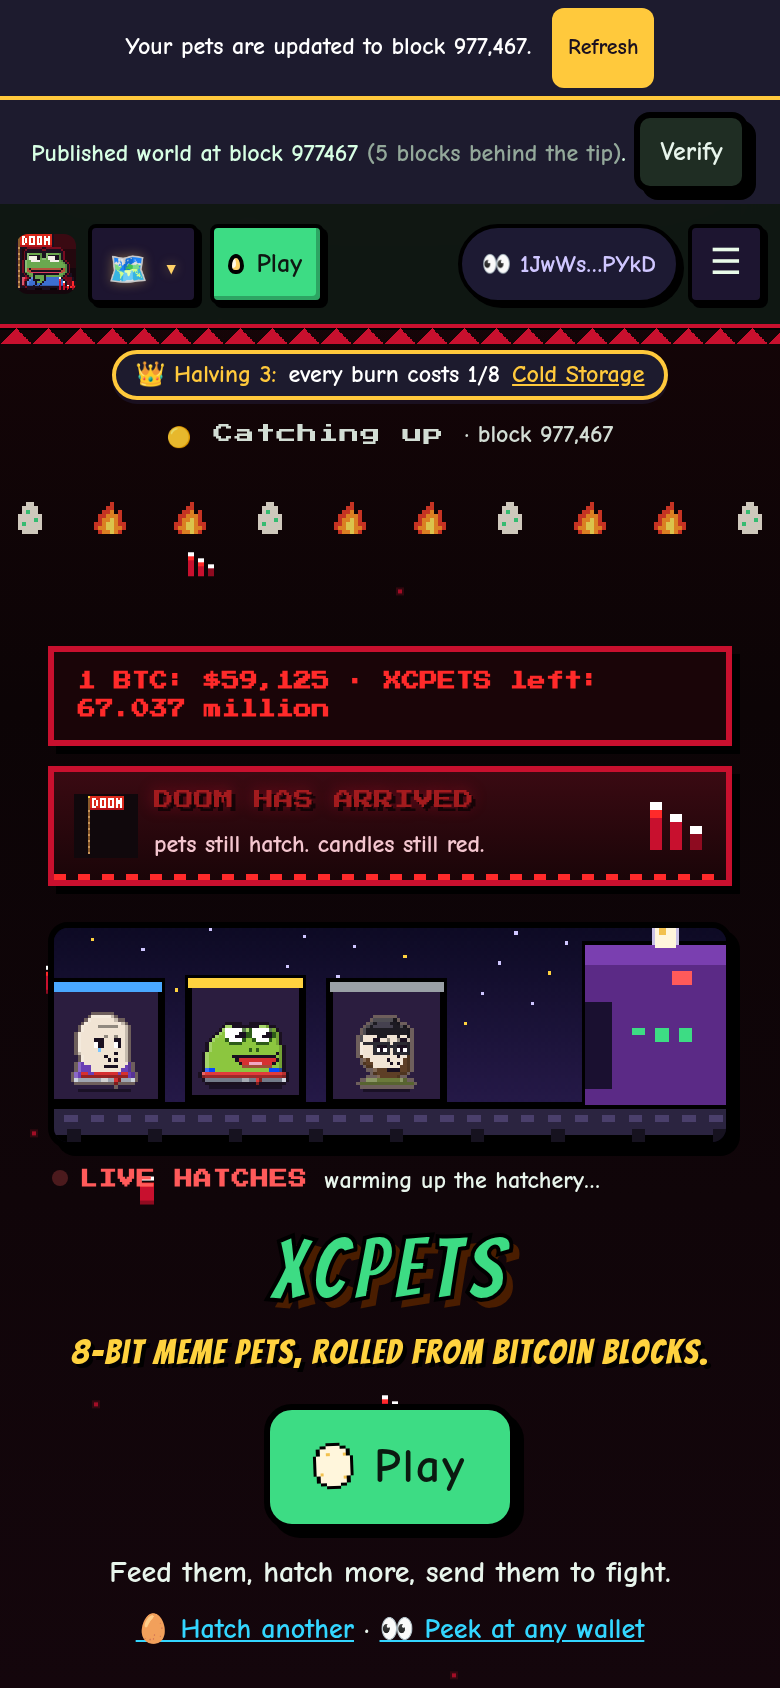 Your pets are updated to block 977,467.
Refresh
Published world at block 977467 (5 blocks behind the tip).
Verify
DOOM
Play
1JwWs...PYkD
Halving 3: every burn costs 1/8 Cold Storage
Catching up · block 977,467
1 BTC: $59,125 · XCPETS left:
67.037 million
DOOM
DOOM HAS ARRIVED
pets still hatch. candles still red.
LIVE HATCHES warming up the hatchery...
XCPETS
8-BIT MEME PETS, ROLLED FROM BITCOIN BLOCKS.
Play
Feed them, hatch more, send them to fight.
Hatch another · Peek at any wallet